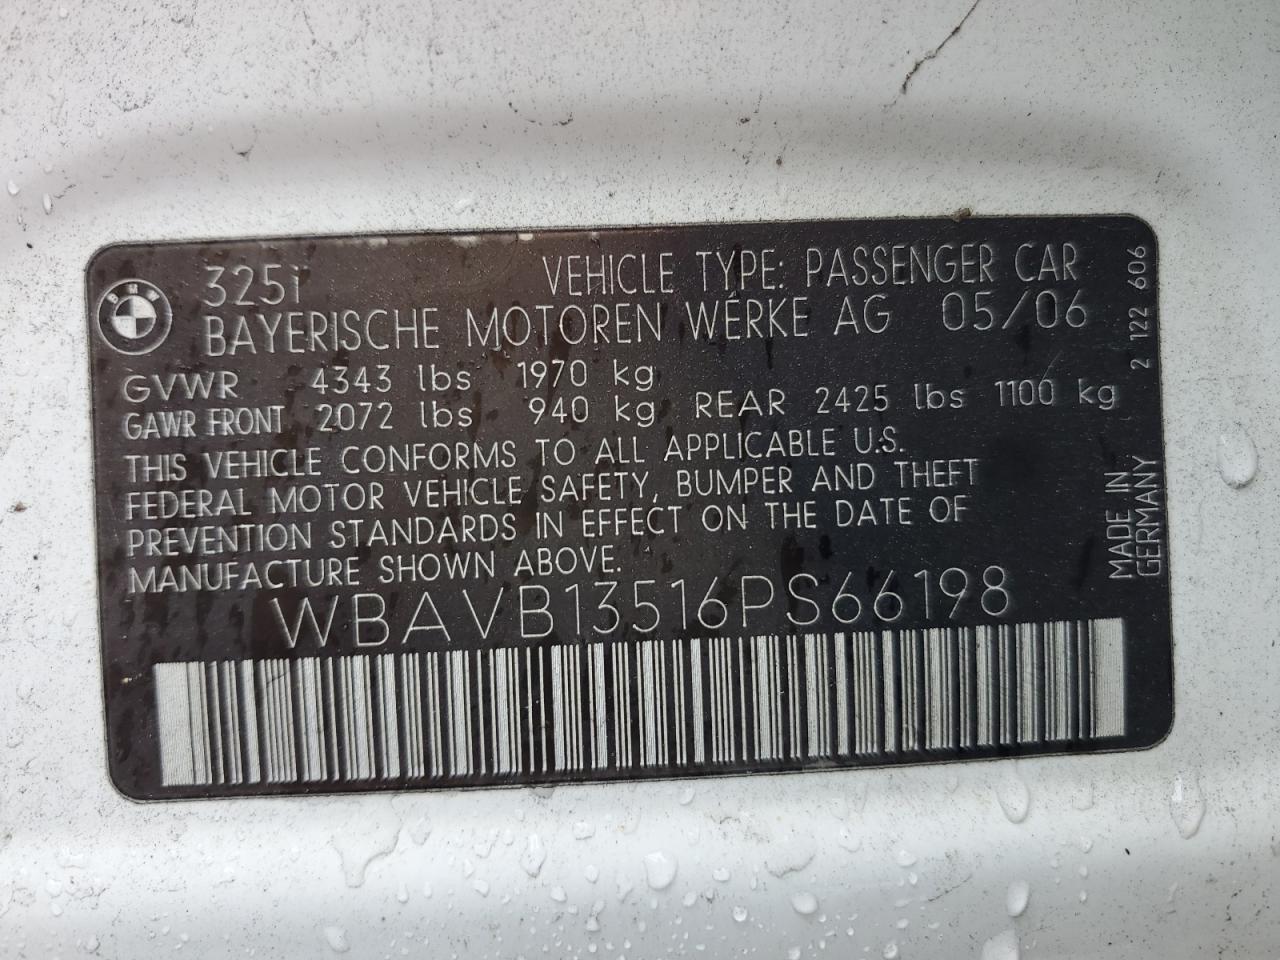 BMW
325i VEHICLE TYPE: PASSENGER CAR
BAYERISCHE MOTOREN WERKE AG 05/06
GVWR 4343 lbs 1970 kg
GAWR FRONT 2072 lbs 940 kg REAR 2425 lbs 1100 kg
THIS VEHICLE CONFORMS TO ALL APPLICABLE U.S.
FEDERAL MOTOR VEHICLE SAFETY, BUMPER AND THEFT
PREVENTION STANDARDS IN EFFECT ON THE DATE OF
MANUFACTURE SHOWN ABOVE.
WBAVB13516PS66198
2 122 606
MADE IN
GERMANY